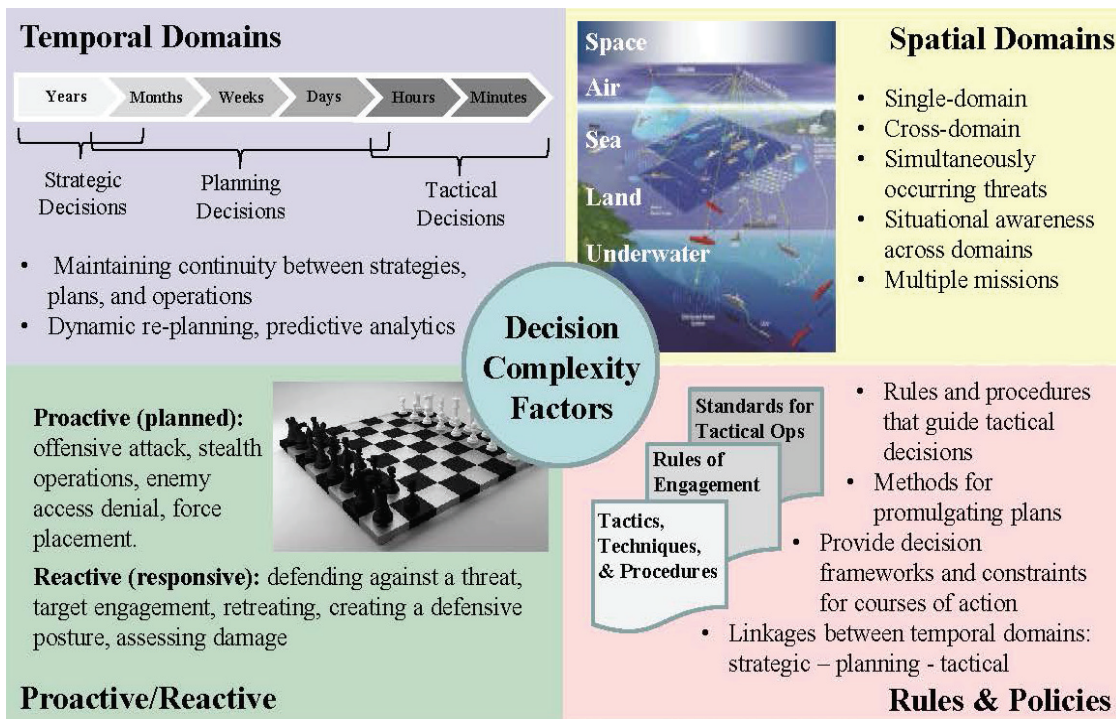 Temporal Domains
Years
Months
Weeks
Days
Hours
Minutes
Strategic
Decisions
Planning
Decisions
Tactical
Decisions
• Maintaining continuity between strategies,
plans, and operations
• Dynamic re-planning, predictive analytics
Space
Air
Sea
Land
Underwater
Spatial Domains
• Single-domain
• Cross-domain
• Simultaneously
occurring threats
• Situational awareness
across domains
• Multiple missions
Decision
Complexity
Factors
Proactive (planned):
offensive attack, stealth
operations, enemy
access denial, force
placement.
Reactive (responsive): defending against a threat,
target engagement, retreating, creating a defensive
posture, assessing damage
Proactive/Reactive
Standards for
Tactical Ops
Rules of
Engagement
Tactics,
Techniques,
& Procedures
• Rules and procedures
that guide tactical
decisions
• Methods for
promulgating plans
• Provide decision
frameworks and constraints
for courses of action
• Linkages between temporal domains:
strategic – planning - tactical
Rules & Policies